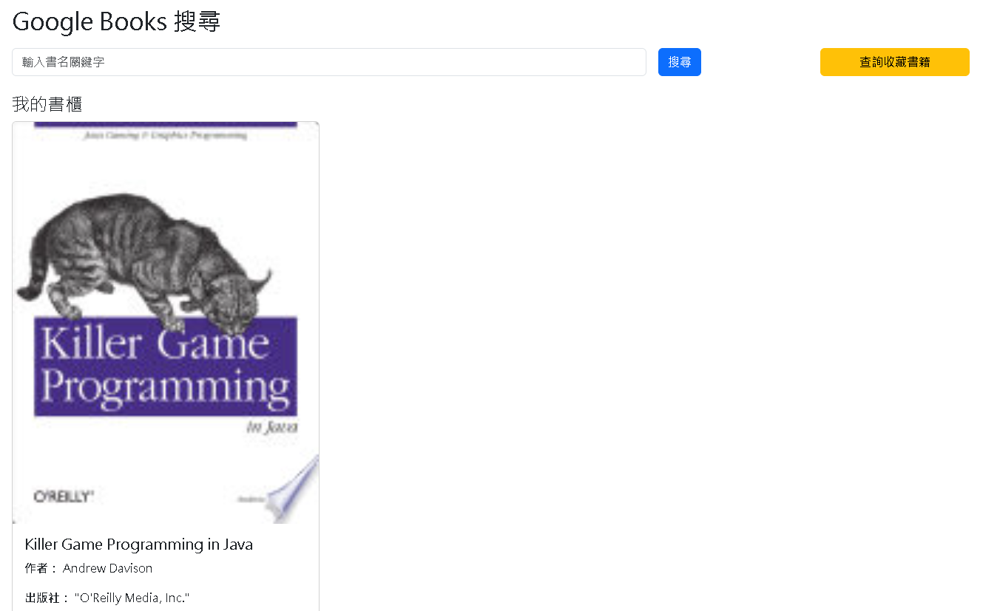 Google Books 搜尋
輸入書名關鍵字 搜尋 查詢收藏書籍
我的書櫃
Java Gaming & Graphics Programming
Killer Game
Programming
in Java
O'REILLY®
Killer Game Programming in Java
作者： Andrew Davison
出版社： "O'Reilly Media, Inc."